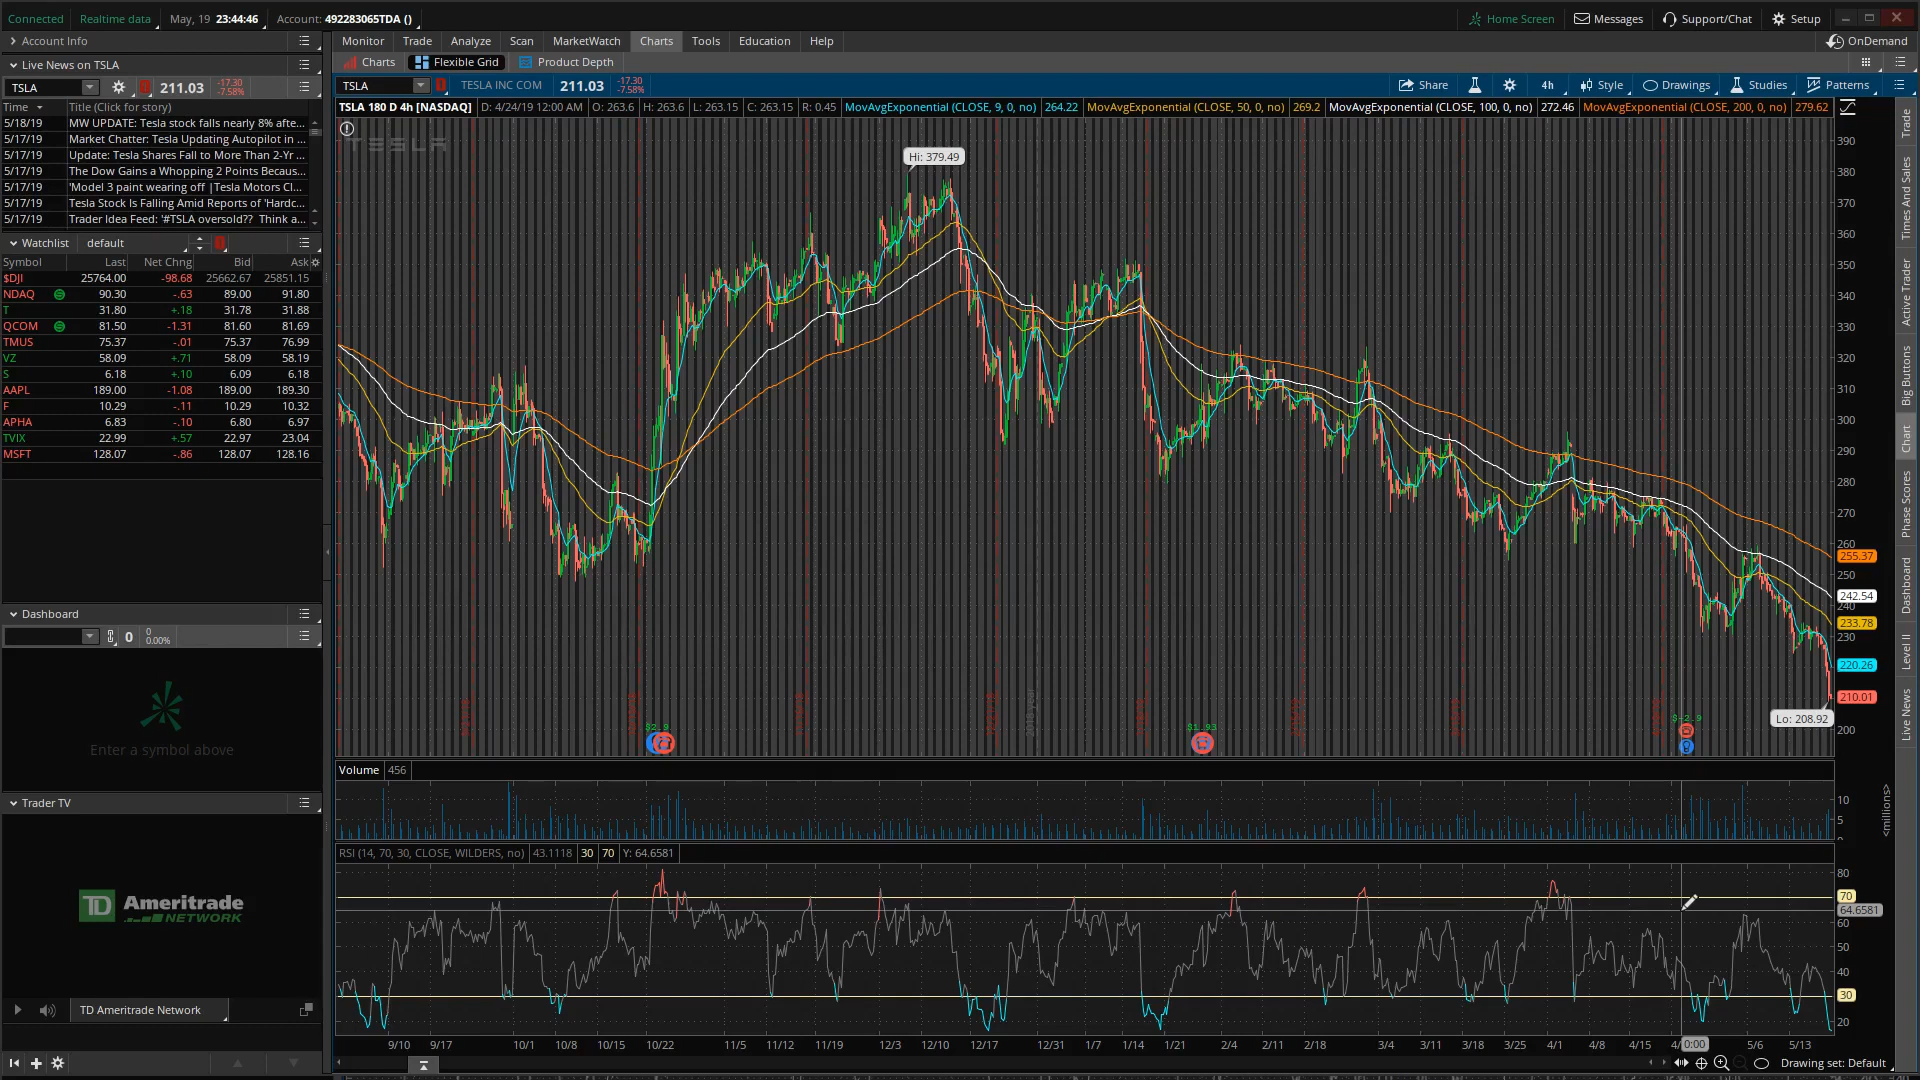 Connected Realtime data May, 19 23:44:46 Account: 492283065TDA () Home Screen Messages Support/Chat Setup
Account Info
Monitor Trade Analyze Scan MarketWatch Charts Tools Education Help OnDemand
Live News on TSLA
Charts Flexible Grid Product Depth
TSLA 211.03 -17.30 -7.58%
TSLA TESLA INC COM 211.03 -17.30 -7.58% Share 4h Style Drawings Studies Patterns
Time Title (Click for story)
TSLA 180 D 4h [NASDAQ] D: 4/24/19 12:00 AM O: 263.6 H: 263.6 L: 263.15 C: 263.15 R: 0.45 MovAvgExponential (CLOSE, 9, 0, no) 264.22 MovAvgExponential (CLOSE, 50, 0, no) 269.2 MovAvgExponential (CLOSE, 100, 0, no) 272.46 MovAvgExponential (CLOSE, 200, 0, no) 279.62
5/18/19 MW UPDATE: Tesla stock falls nearly 8% afte...
5/17/19 Market Chatter: Tesla Updating Autopilot in ...
5/17/19 Update: Tesla Shares Fall to More Than 2-Yr ...
5/17/19 The Dow Gains a Whopping 2 Points Becaus...
5/17/19 'Model 3 paint wearing off |Tesla Motors Cl...
5/17/19 Tesla Stock Is Falling Amid Reports of 'Hardc...
5/17/19 Trader Idea Feed: '#TSLA oversold?? Think a...
Watchlist default
Symbol Last Net Chng Bid Ask
$DJI 25764.00 -98.68 25662.67 25851.15
NDAQ 90.30 -.63 89.00 91.80
T 31.80 +.18 31.78 31.88
QCOM 81.50 -1.31 81.60 81.69
TMUS 75.37 -.01 75.37 76.99
VZ 58.09 +.71 58.09 58.19
S 6.18 +.10 6.09 6.18
AAPL 189.00 -1.08 189.00 189.30
F 10.29 -.11 10.29 10.32
APHA 6.83 -.10 6.80 6.97
TVIX 22.99 +.57 22.97 23.04
MSFT 128.07 -.86 128.07 128.16
Dashboard
0 0 0.00%
Enter a symbol above
Trader TV
TD Ameritrade NETWORK
TD Ameritrade Network
TESLA
Hi: 379.49
Lo: 208.92
390
380
370
360
350
340
330
320
310
300
290
280
270
260
255.37
250
242.54
240
233.78
230
220.26
210.01
200
2018 year
$2.9 $1.93 $-2.9
Volume 456
10
5
<millions>
RSI (14, 70, 30, CLOSE, WILDERS, no) 43.1118 30 70 Y: 64.6581
80
70
64.6581
60
50
40
30
20
9/10 9/17 10/1 10/8 10/15 10/22 11/5 11/12 11/19 12/3 12/10 12/17 12/31 1/7 1/14 1/21 2/4 2/11 2/18 3/4 3/11 3/18 3/25 4/1 4/8 4/15 4/ 0:00 5/6 5/13
Drawing set: Default
Trade
Times And Sales
Active Trader
Big Buttons
Chart
Phase Scores
Dashboard
Level II
Live News